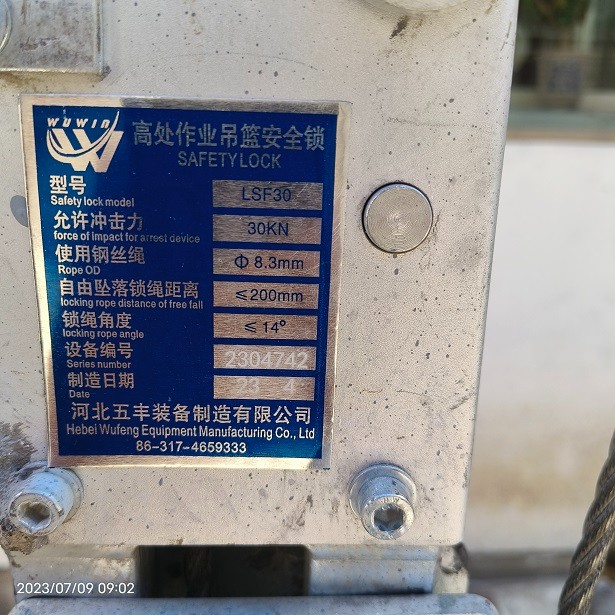 WUWIN
高处作业吊篮安全锁
SAFETYLOCK
型号 LSF30
Safety lock model
允许冲击力 30KN
force of impact for arrest device
使用钢丝绳 Φ 8.3mm
Rope OD
自由坠落锁绳距离 ≤200mm
locking rope distance of free fall
锁绳角度 ≤ 14°
locking rope angle
设备编号 2304742
Series number
制造日期 23 4
Date
河北五丰装备制造有限公司
Hebei Wufeng Equipment Manufacturing Co., Ltd
86-317-4659333
2023/07/09 09:02